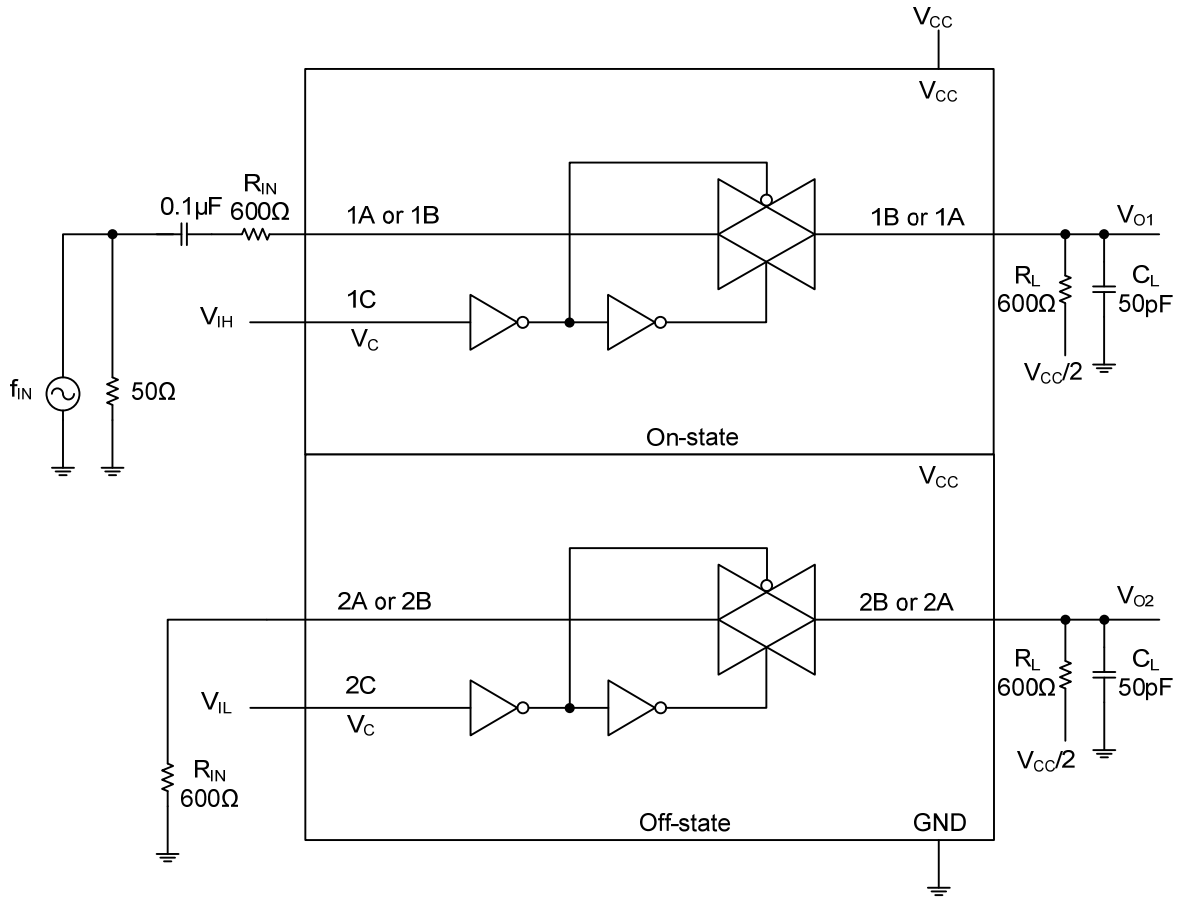 V_CC
V_CC
R_IN
0.1µF 600Ω
1A or 1B
1B or 1A
V_O1
1C
V_IH
V_C
R_L
600Ω
C_L
50pF
V_CC/2
f_IN
50Ω
On-state
V_CC
2A or 2B
2B or 2A
V_O2
2C
V_IL
V_C
R_L
600Ω
C_L
50pF
V_CC/2
R_IN
600Ω
Off-state
GND